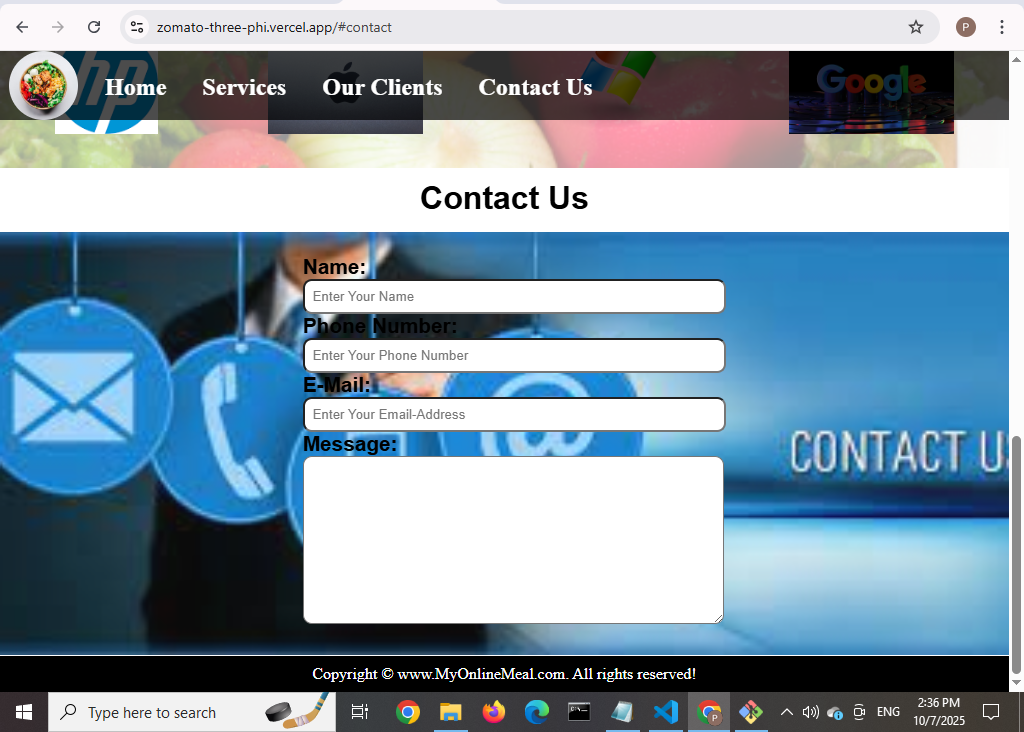 zomato-three-phi.vercel.app/#contact
P
hp
Home
Services
Our Clients
Contact Us
Google
Contact Us
Name:
Enter Your Name
Phone Number:
Enter Your Phone Number
E-Mail:
Enter Your Email-Address
@
CONTACT U
Message:
Copyright © www.MyOnlineMeal.com. All rights reserved!
Type here to search
P
ENG
2:36 PM
10/7/2025